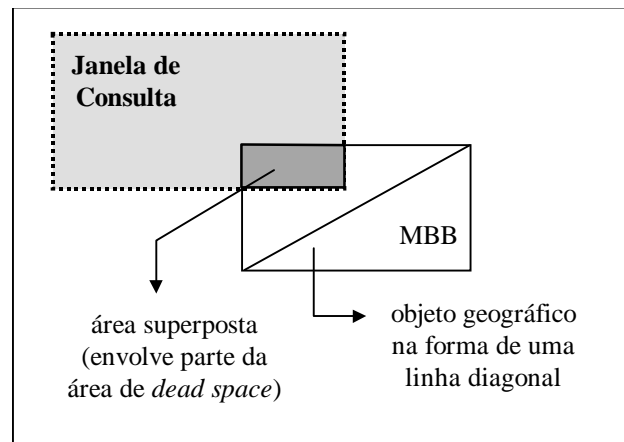 Janela de
Consulta
MBB
área superposta
(envolve parte da
área de dead space)
objeto geográfico
na forma de uma
linha diagonal